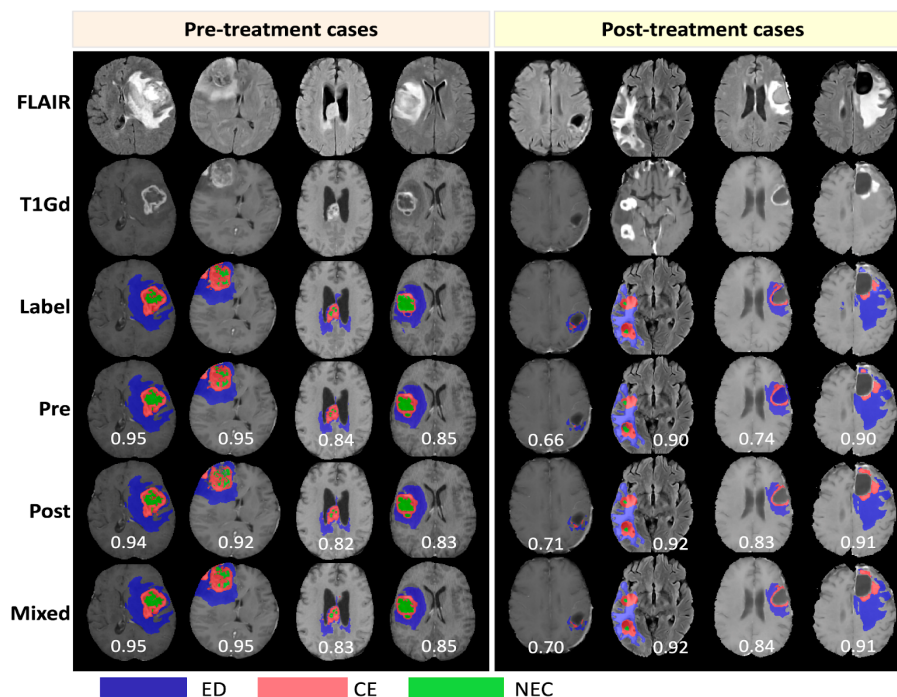 Pre-treatment cases Post-treatment cases
FLAIR
T1Gd
Label
Pre 0.95 0.95 0.84 0.85 0.66 0.90 0.74 0.90
Post 0.94 0.92 0.82 0.83 0.71 0.92 0.83 0.91
Mixed 0.95 0.95 0.83 0.85 0.70 0.92 0.84 0.91
ED CE NEC